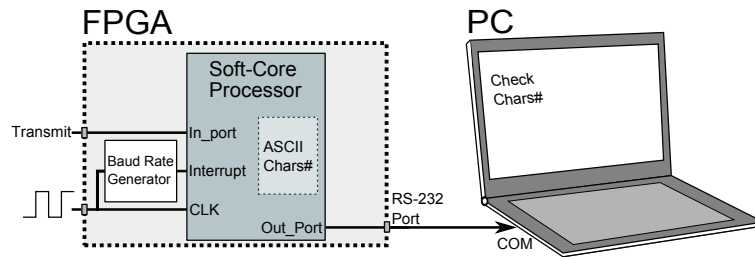 FPGA
PC
Soft-Core
Processor
Check
Chars#
Transmit
In_port
ASCII
Chars#
Baud Rate
Generator
Interrupt
RS-232
Port
CLK
Out_Port
COM